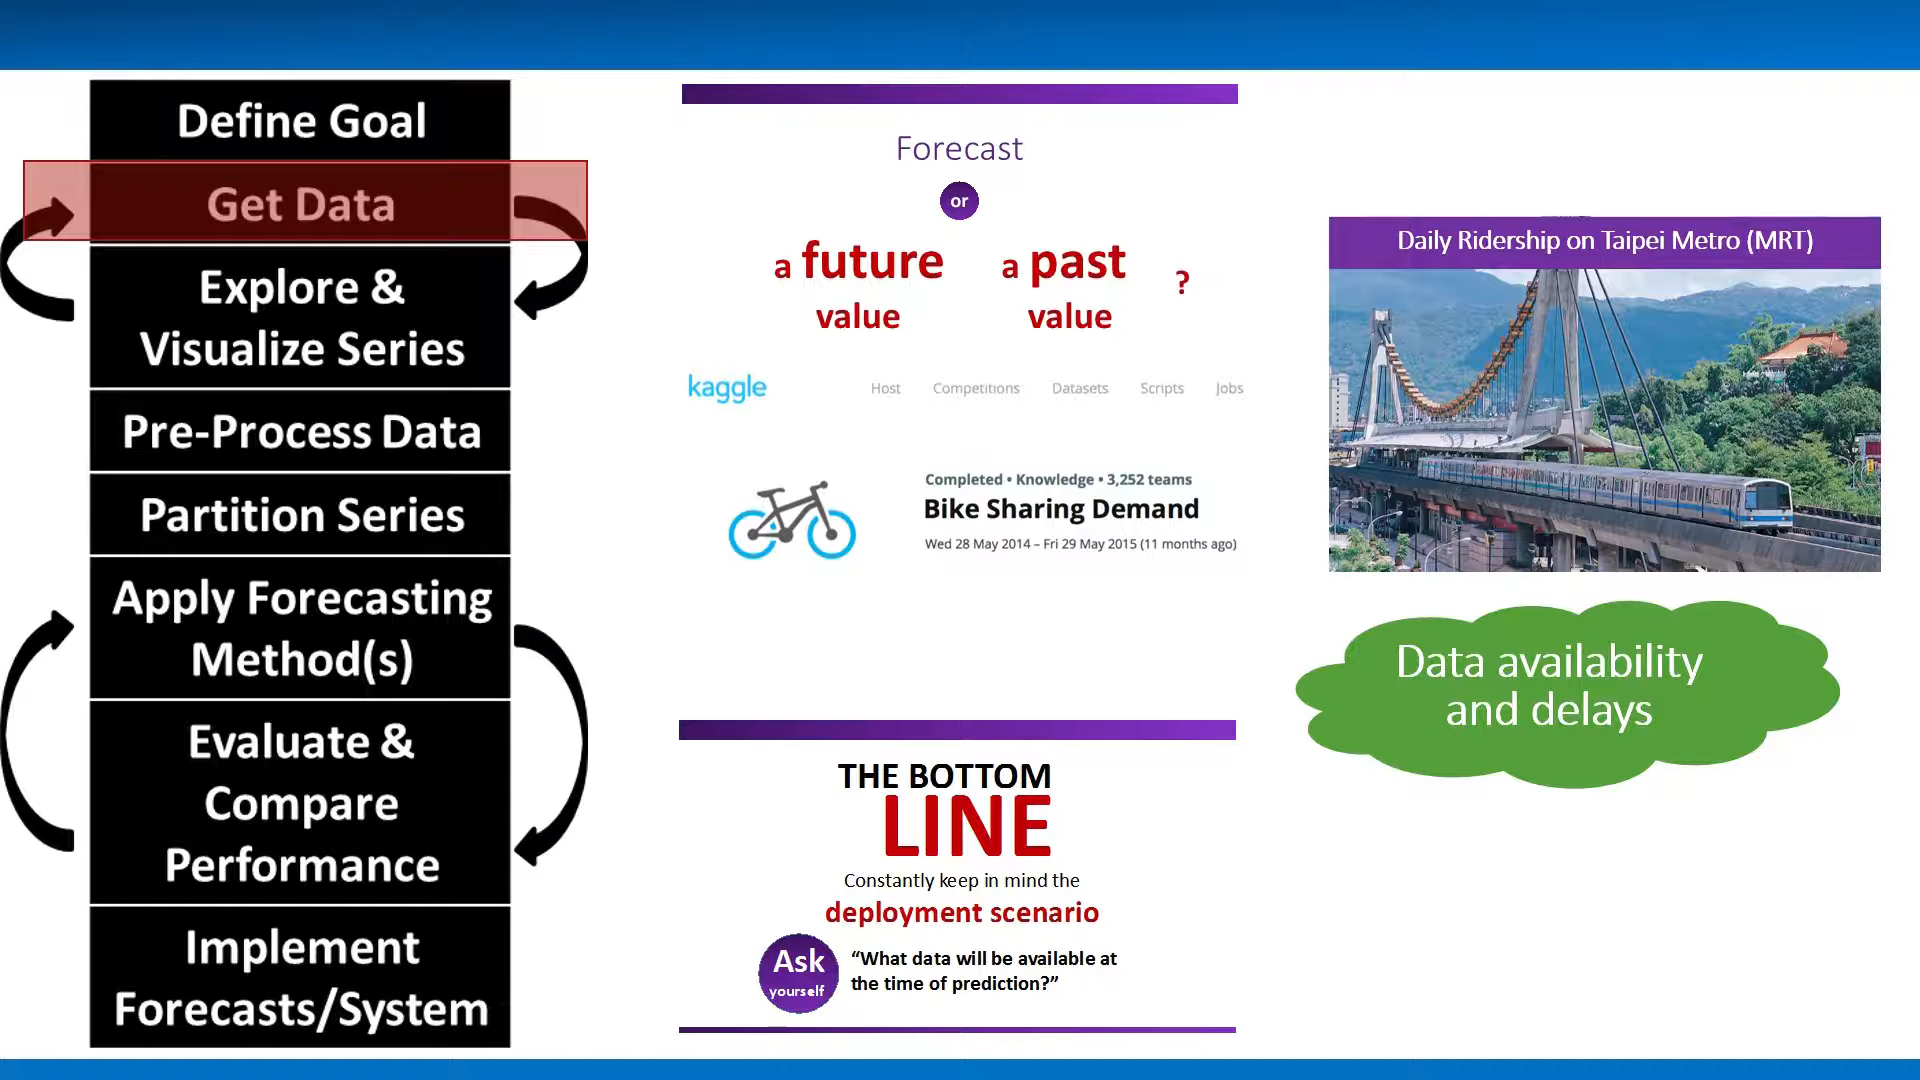 Define Goal
Get Data
Explore &
Visualize Series
Pre-Process Data
Partition Series
Apply Forecasting
Method(s)
Evaluate &
Compare
Performance
Implement
Forecasts/System
Forecast
or
a future a past ?
value value
kaggle Host Competitions Datasets Scripts Jobs
Completed • Knowledge • 3,252 teams
Bike Sharing Demand
Wed 28 May 2014 – Fri 29 May 2015 (11 months ago)
THE BOTTOM
LINE
Constantly keep in mind the
deployment scenario
Ask
yourself
“What data will be available at
the time of prediction?”
Daily Ridership on Taipei Metro (MRT)
Data availability
and delays